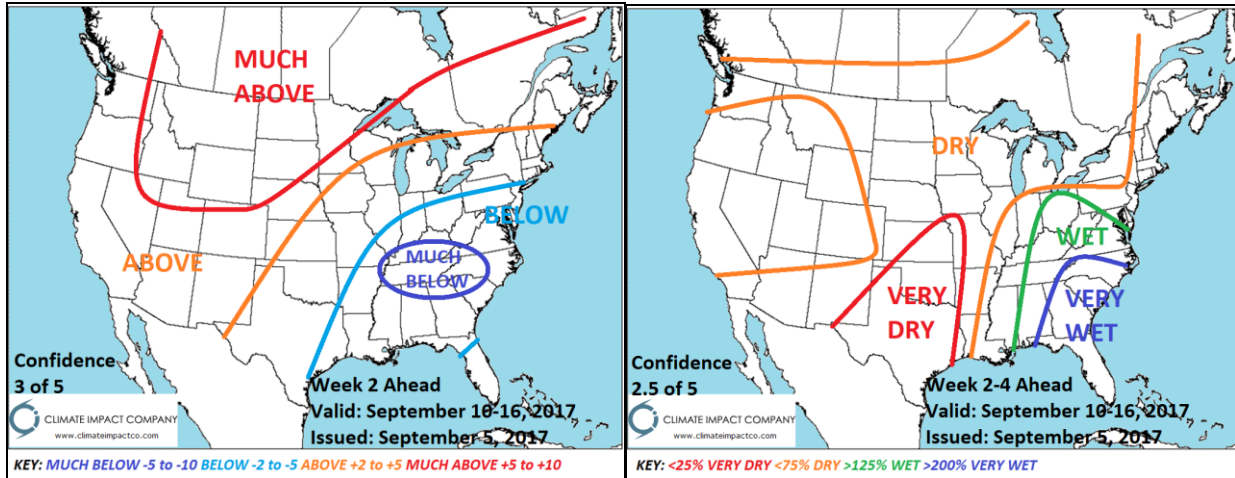 MUCH
ABOVE
BELOW
MUCH
BELOW
ABOVE
Confidence
3 of 5
Week 2 Ahead
Valid: September 10-16, 2017
Issued: September 5, 2017
CLIMATE IMPACT COMPANY
www.climateimpactco.com
KEY: MUCH BELOW -5 to -10 BELOW -2 to -5 ABOVE +2 to +5 MUCH ABOVE +5 to +10
DRY
WET
VERY
DRY
VERY
WET
Confidence
2.5 of 5
Week 2-4 Ahead
Valid: September 10-16, 2017
Issued: September 5, 2017
CLIMATE IMPACT COMPANY
www.climateimpactco.com
KEY: <25% VERY DRY <75% DRY >125% WET >200% VERY WET